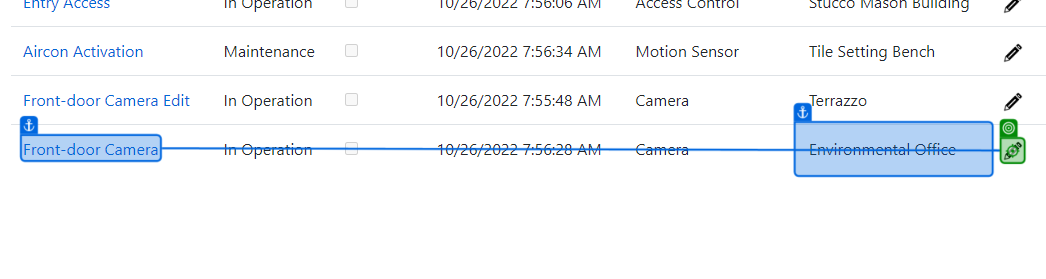 Entry Access In Operation 10/26/2022 7:56:06 AM Access Control Stucco Mason Building
Aircon Activation Maintenance 10/26/2022 7:56:34 AM Motion Sensor Tile Setting Bench
Front-door Camera Edit In Operation 10/26/2022 7:55:48 AM Camera Terrazzo
Front-door Camera In Operation 10/26/2022 7:56:28 AM Camera Environmental Office